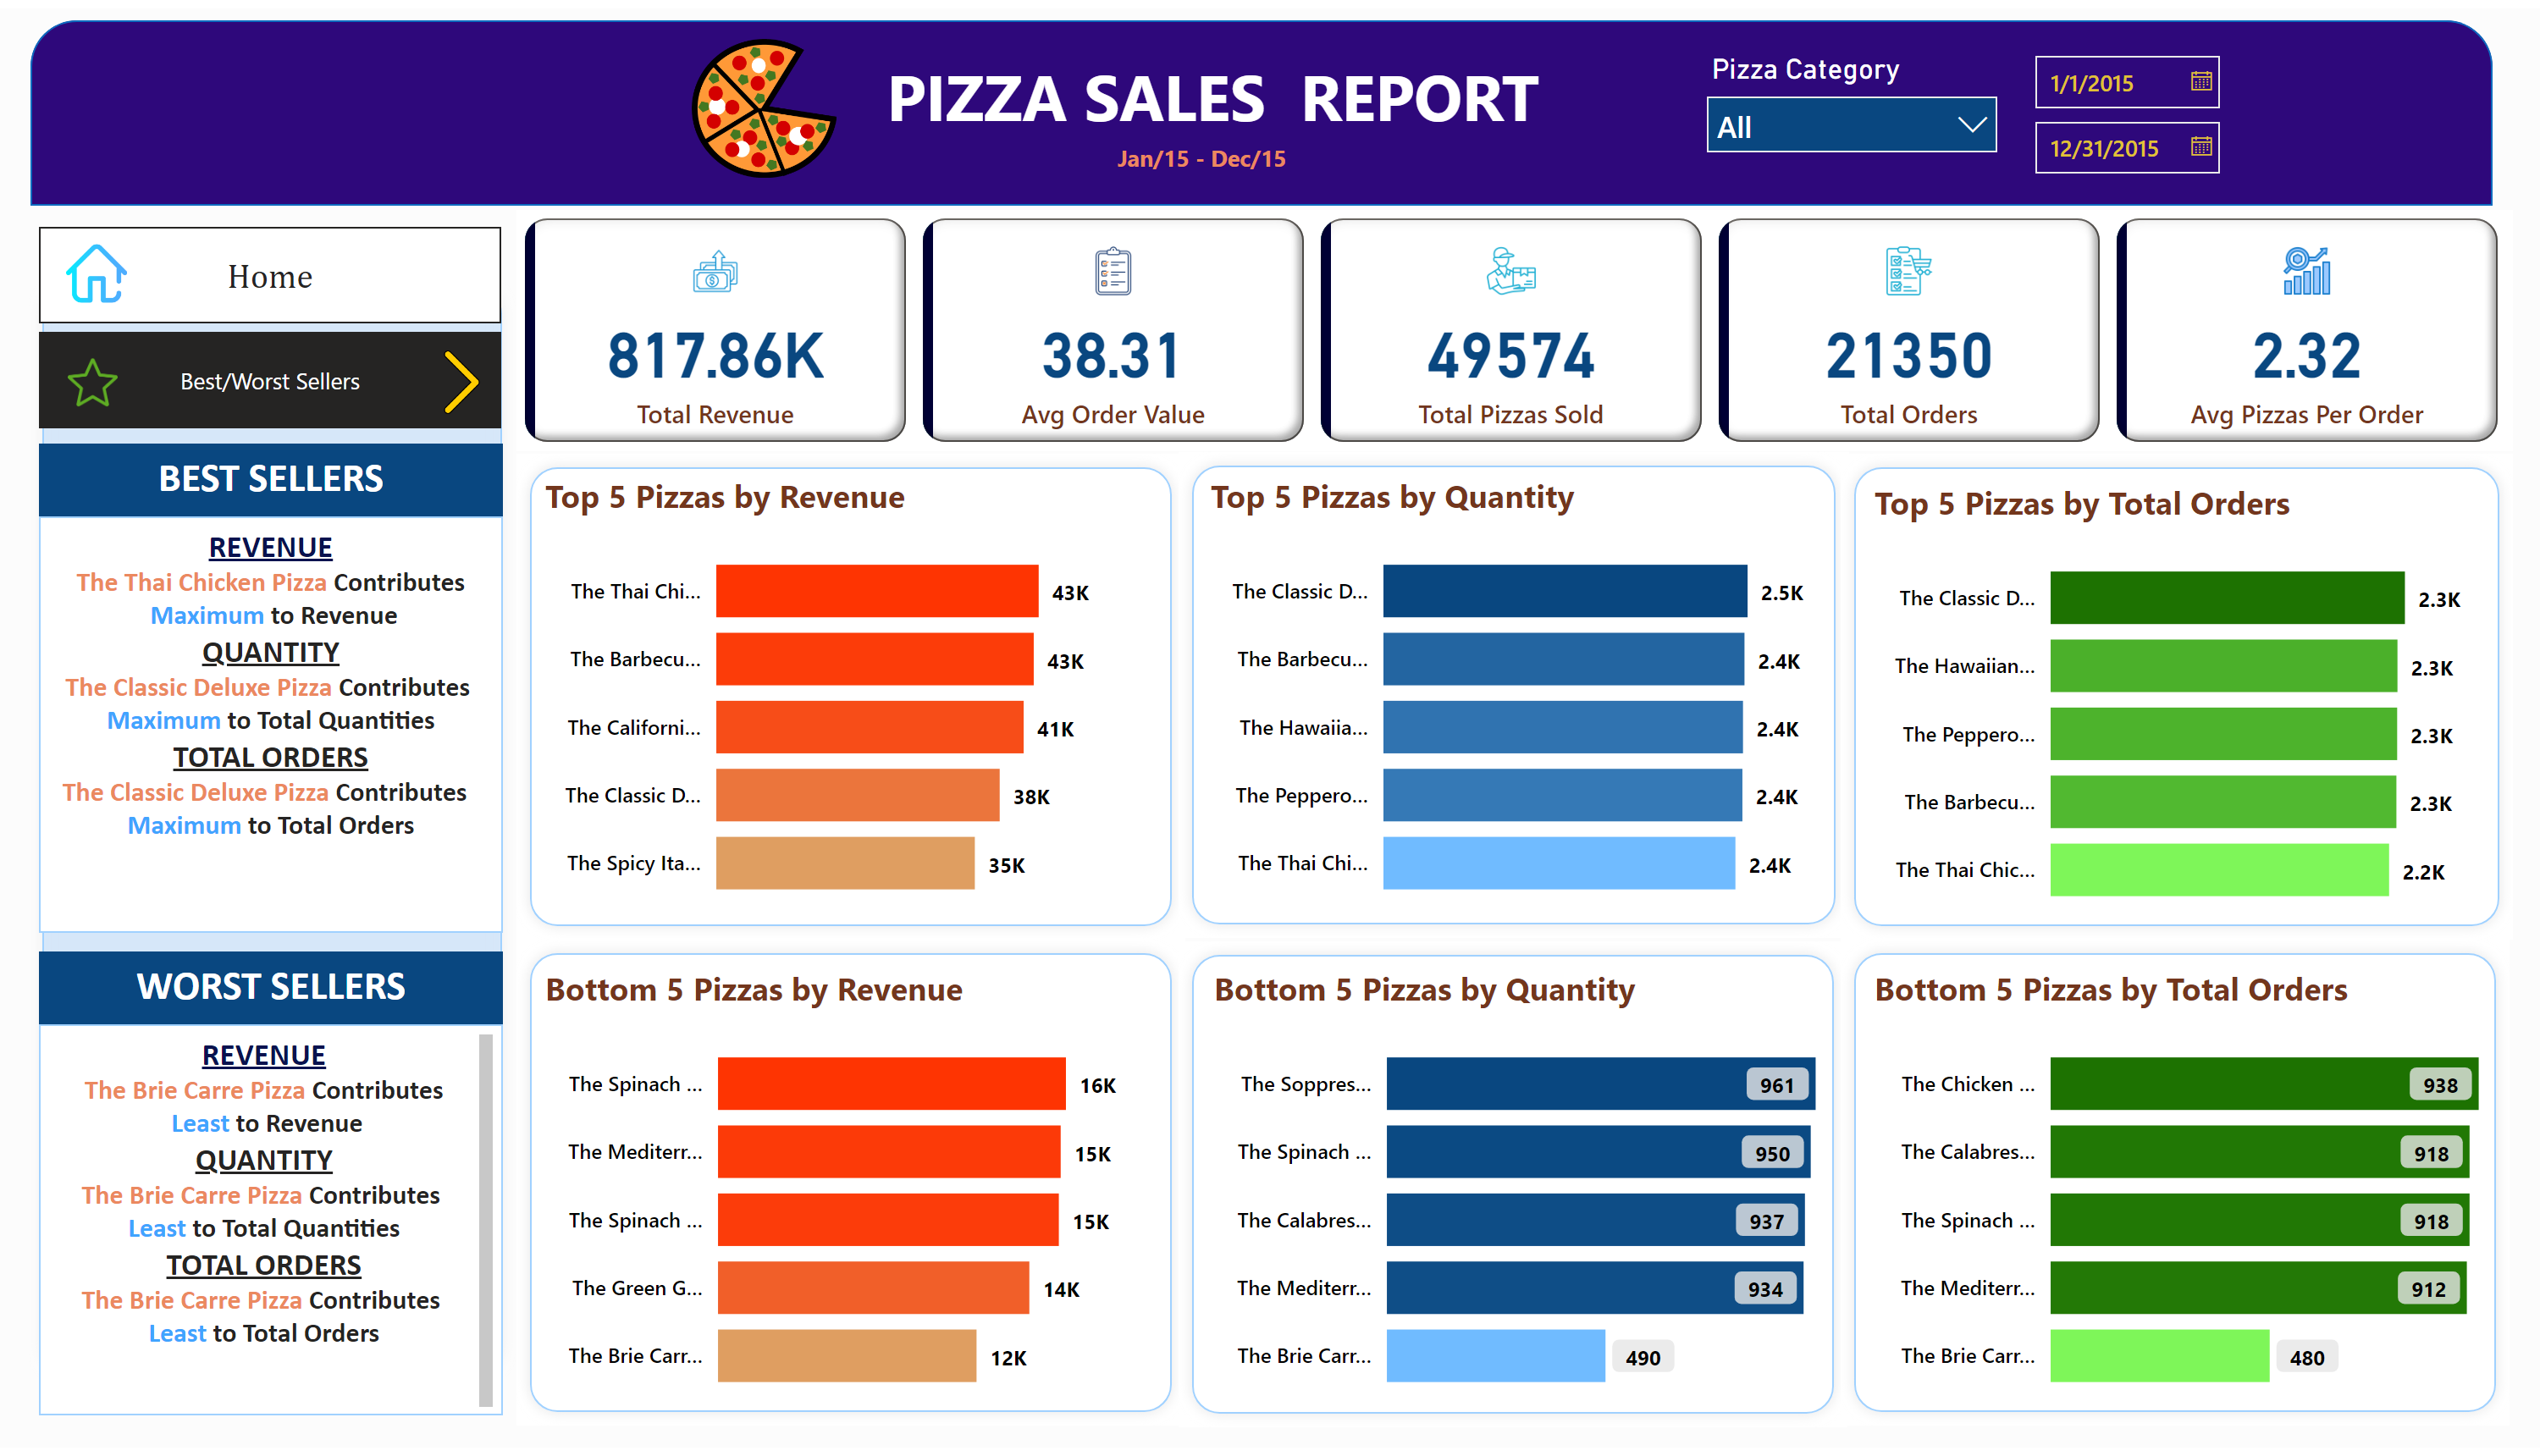 PIZZA SALES REPORT
Jan/15 - Dec/15
Pizza Category
All
1/1/2015
12/31/2015
Home
Best/Worst Sellers
817.86K
Total Revenue
38.31
Avg Order Value
49574
Total Pizzas Sold
21350
Total Orders
2.32
Avg Pizzas Per Order
BEST SELLERS
REVENUE
The Thai Chicken Pizza Contributes
Maximum to Revenue
QUANTITY
The Classic Deluxe Pizza Contributes
Maximum to Total Quantities
TOTAL ORDERS
The Classic Deluxe Pizza Contributes
Maximum to Total Orders
WORST SELLERS
REVENUE
The Brie Carre Pizza Contributes
Least to Revenue
QUANTITY
The Brie Carre Pizza Contributes
Least to Total Quantities
TOTAL ORDERS
The Brie Carre Pizza Contributes
Least to Total Orders
Top 5 Pizzas by Revenue
The Thai Chi... 43K
The Barbecu... 43K
The Californi... 41K
The Classic D... 38K
The Spicy Ita... 35K
Top 5 Pizzas by Quantity
The Classic D... 2.5K
The Barbecu... 2.4K
The Hawaiia... 2.4K
The Peppero... 2.4K
The Thai Chi... 2.4K
Top 5 Pizzas by Total Orders
The Classic D... 2.3K
The Hawaiian... 2.3K
The Peppero... 2.3K
The Barbecu... 2.3K
The Thai Chic... 2.2K
Bottom 5 Pizzas by Revenue
The Spinach ... 16K
The Mediterr... 15K
The Spinach ... 15K
The Green G... 14K
The Brie Carr... 12K
Bottom 5 Pizzas by Quantity
The Soppres... 961
The Spinach ... 950
The Calabres... 937
The Mediterr... 934
The Brie Carr... 490
Bottom 5 Pizzas by Total Orders
The Chicken ... 938
The Calabres... 918
The Spinach ... 918
The Mediterr... 912
The Brie Carr... 480